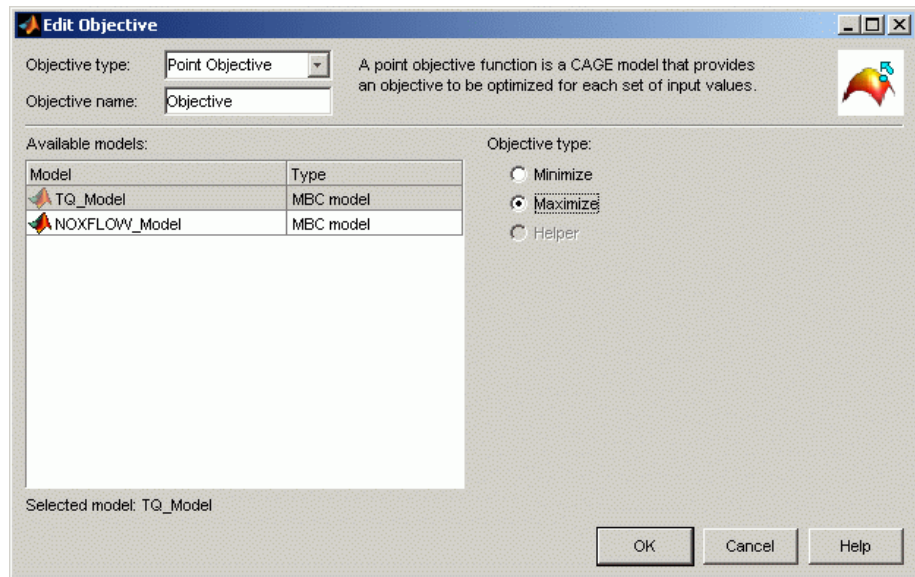 Edit Objective
Objective type: Point Objective
A point objective function is a CAGE model that provides
an objective to be optimized for each set of input values.
Objective name: Objective
Available models:
Model Type
TQ_Model MBC model
NOXFLOW_Model MBC model
Selected model: TQ_Model
Objective type:
Minimize
Maximize
Helper
OK Cancel Help